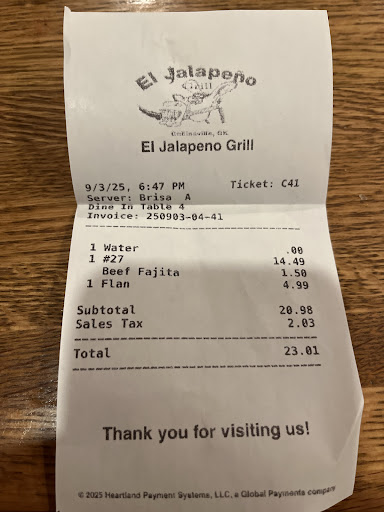 El Jalapeño
Grill
Collinsville, OK
El Jalapeno Grill
9/3/25, 6:47 PM Ticket: C41
Server: Brisa A
Dine In Table 4
Invoice: 250903-04-41
1 Water .00
1 #27 14.49
Beef Fajita 1.50
1 Flan 4.99
Subtotal 20.98
Sales Tax 2.03
Total 23.01
Thank you for visiting us!
© 2025 Heartland Payment Systems, LLC, a Global Payments company